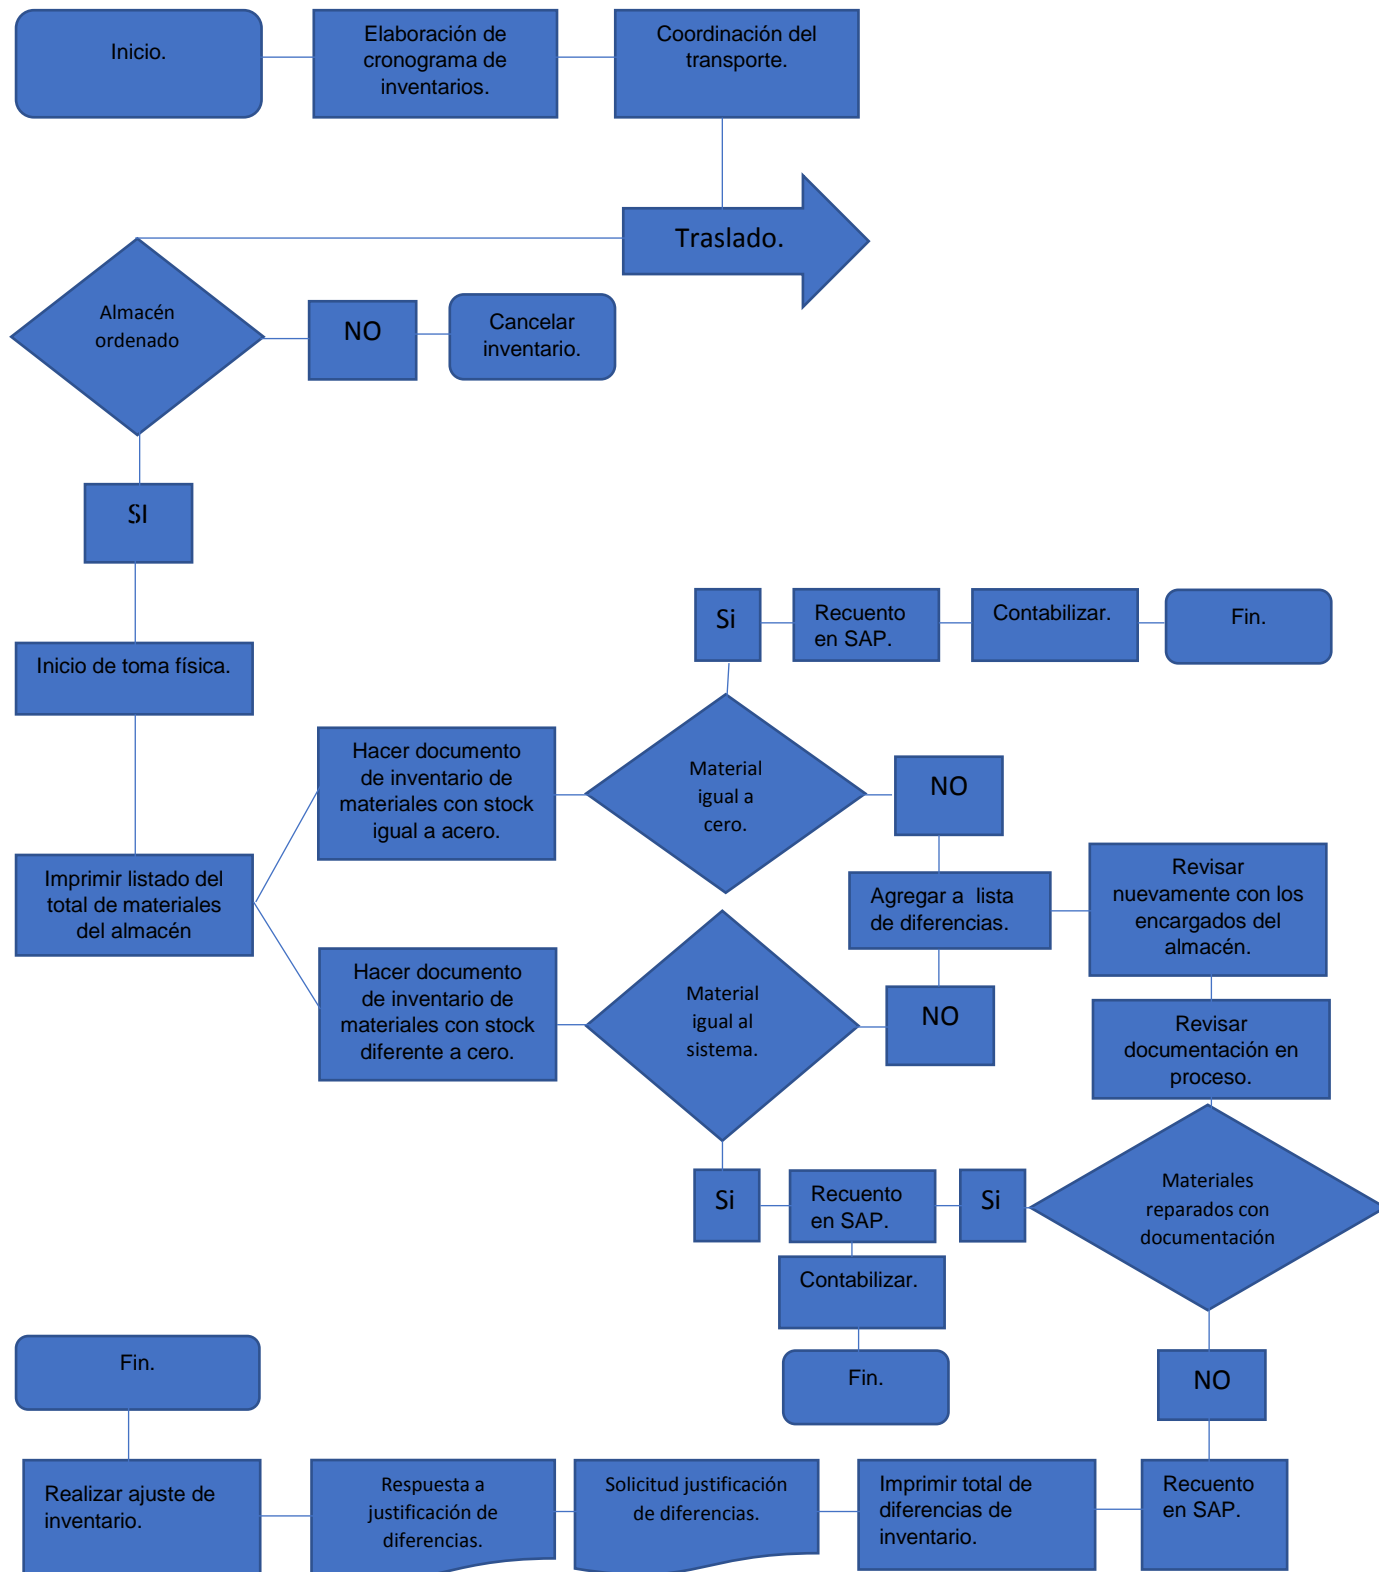 Inicio.
Elaboración de
cronograma de
inventarios.
Coordinación del
transporte.
Traslado.
Almacén
ordenado
NO
Cancelar
inventario.
SI
Inicio de toma física.
Imprimir listado del
total de materiales
del almacén
Hacer documento
de inventario de
materiales con stock
igual a acero.
Hacer documento
de inventario de
materiales con stock
diferente a cero.
Si
Recuento
en SAP.
Contabilizar.
Fin.
Material
igual a
cero.
NO
Agregar a  lista
de diferencias.
NO
Material
igual al
sistema.
Revisar
nuevamente con los
encargados del
almacén.
Revisar
documentación en
proceso.
Materiales
reparados con
documentación
Si
Recuento
en SAP.
Si
Contabilizar.
Fin.
NO
Recuento
en SAP.
Imprimir total de
diferencias de
inventario.
Solicitud justificación
de diferencias.
Respuesta a
justificación de
diferencias.
Realizar ajuste de
inventario.
Fin.